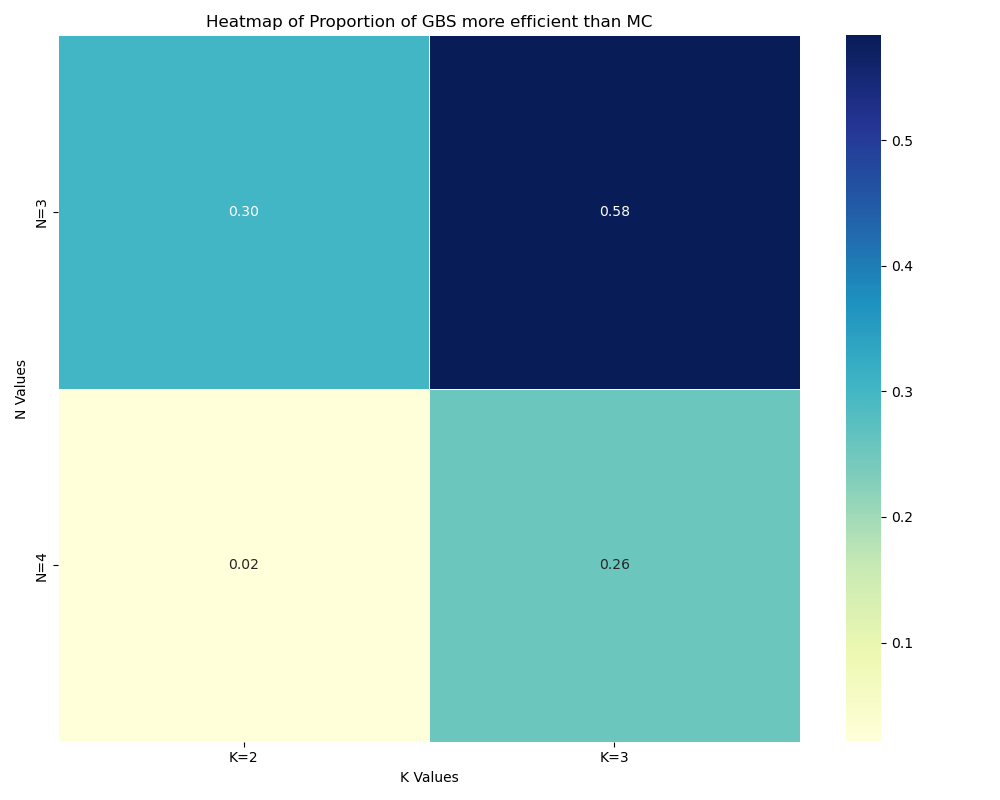 Heatmap of Proportion of GBS more efficient than MC
N Values
N=3
0.30
0.58
N=4
0.02
0.26
K=2
K=3
K Values
0.5
0.4
0.3
0.2
0.1